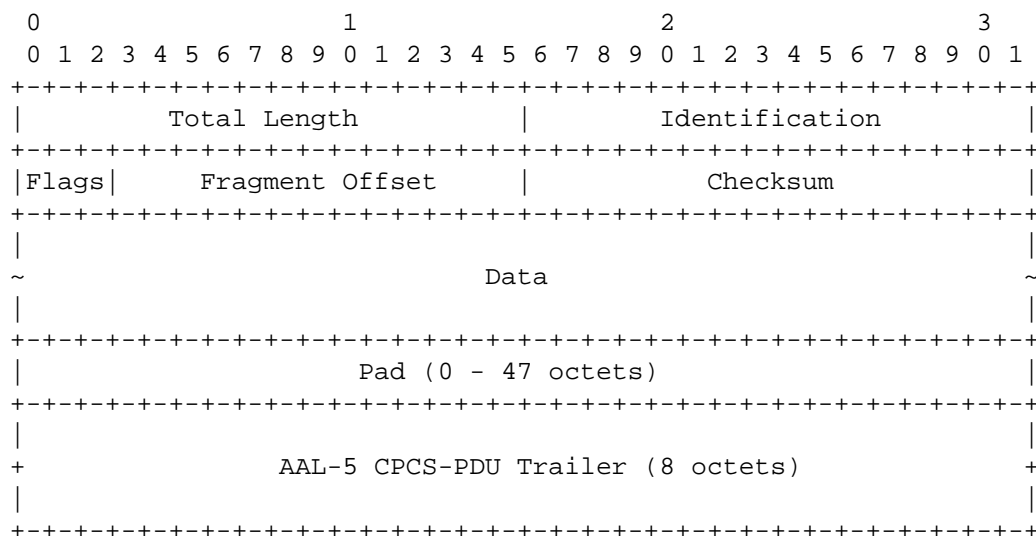 0                   1                   2                   3
 0 1 2 3 4 5 6 7 8 9 0 1 2 3 4 5 6 7 8 9 0 1 2 3 4 5 6 7 8 9 0 1
+-+-+-+-+-+-+-+-+-+-+-+-+-+-+-+-+-+-+-+-+-+-+-+-+-+-+-+-+-+-+-+-+
|         Total Length          |        Identification         |
+-+-+-+-+-+-+-+-+-+-+-+-+-+-+-+-+-+-+-+-+-+-+-+-+-+-+-+-+-+-+-+-+
|Flags|     Fragment Offset     |           Checksum            |
+-+-+-+-+-+-+-+-+-+-+-+-+-+-+-+-+-+-+-+-+-+-+-+-+-+-+-+-+-+-+-+-+
|                                                               |
~                             Data                              ~
|                                                               |
+-+-+-+-+-+-+-+-+-+-+-+-+-+-+-+-+-+-+-+-+-+-+-+-+-+-+-+-+-+-+-+-+
|                     Pad (0 - 47 octets)                       |
+-+-+-+-+-+-+-+-+-+-+-+-+-+-+-+-+-+-+-+-+-+-+-+-+-+-+-+-+-+-+-+-+
|                                                               |
+                AAL-5 CPCS-PDU Trailer (8 octets)              +
|                                                               |
+-+-+-+-+-+-+-+-+-+-+-+-+-+-+-+-+-+-+-+-+-+-+-+-+-+-+-+-+-+-+-+-+